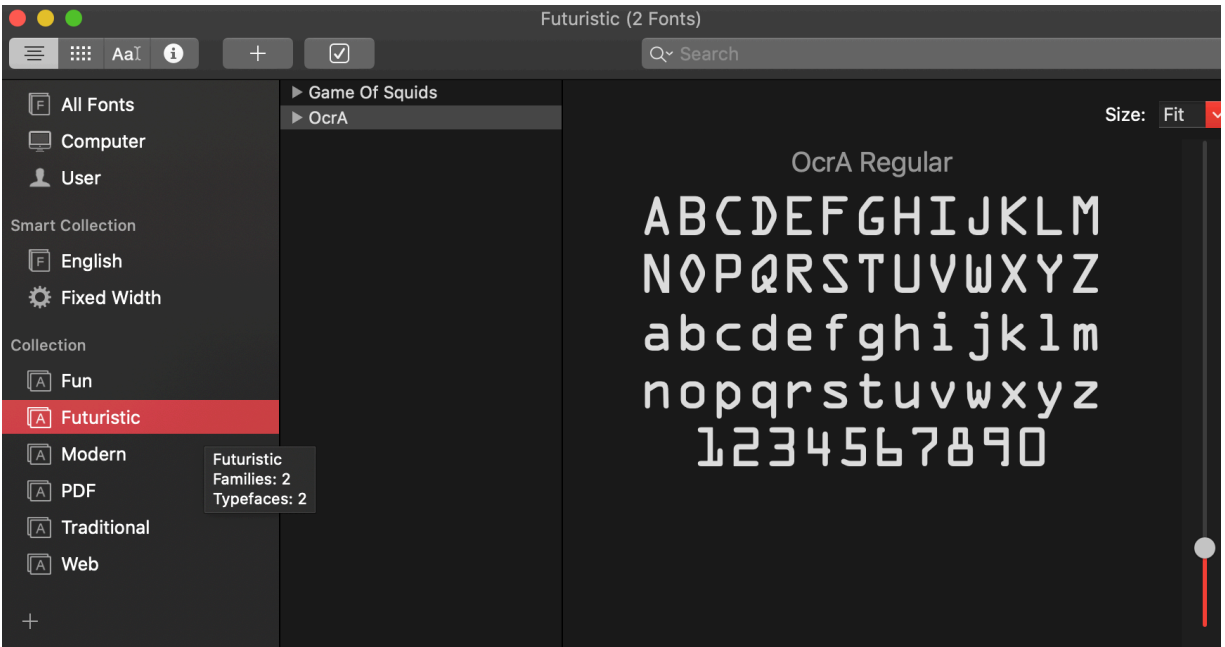 Futuristic (2 Fonts)
Aa
Search
All Fonts
Computer
User
Smart Collection
English
Fixed Width
Collection
Fun
Futuristic
Modern
PDF
Traditional
Web
Futuristic
Families: 2
Typefaces: 2
Game Of Squids
OcrA
Size: Fit
OcrA Regular
ABCDEFGHIJKLM
NOPQRSTUVWXYZ
abcdefghijklm
nopqrstuvwxyz
1234567890